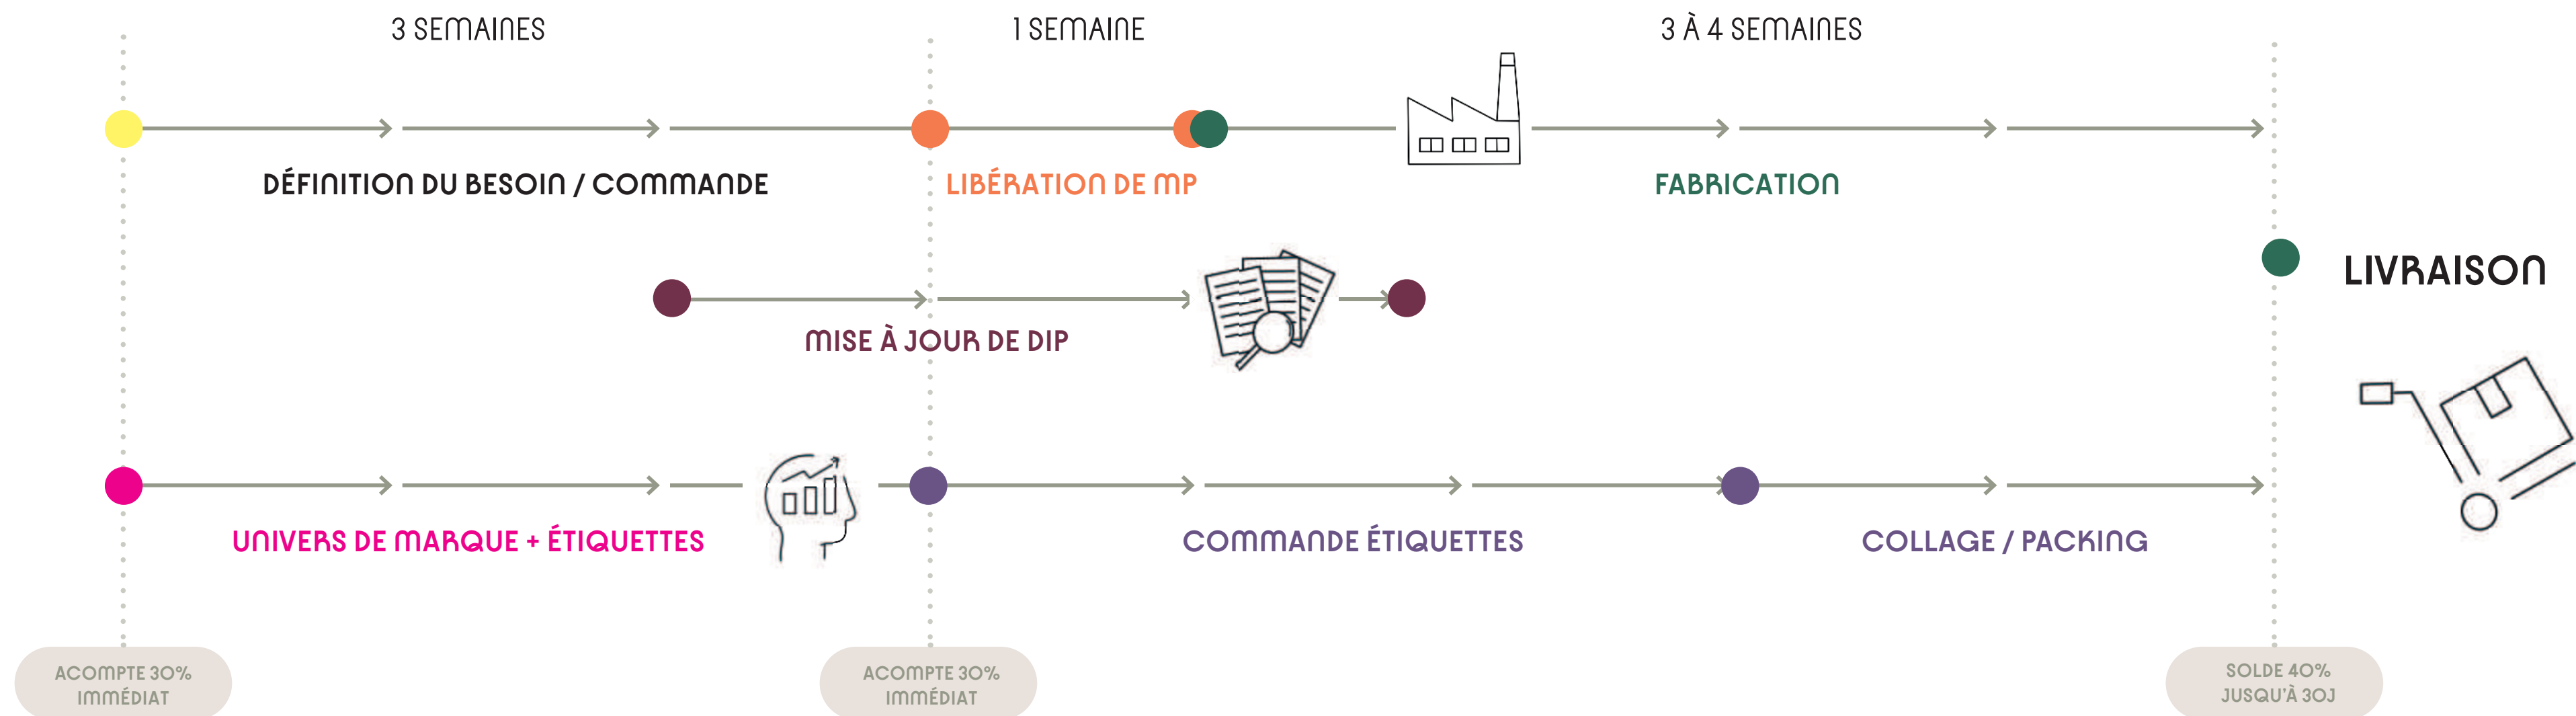 3 SEMAINES
1 SEMAINE
3 À 4 SEMAINES
DÉFINITION DU BESOIN / COMMANDE
LIBÉRATION DE MP
FABRICATION
LIVRAISON
MISE À JOUR DE DIP
UNIVERS DE MARQUE + ÉTIQUETTES
COMMANDE ÉTIQUETTES
COLLAGE / PACKING
ACOMPTE 30%
IMMÉDIAT
ACOMPTE 30%
IMMÉDIAT
SOLDE 40%
JUSQU'À 30J